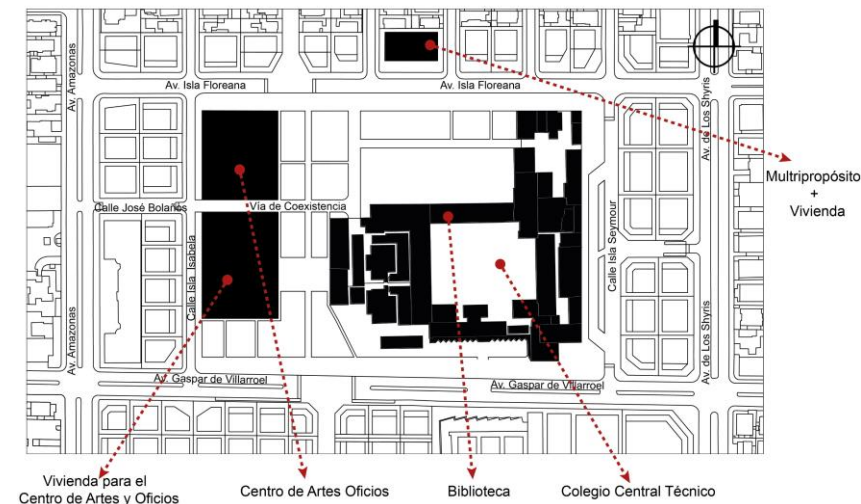 Av. Amazonas
Av. Isla Floreana
Av. Isla Floreana
Av. de Los Shyris
Multripropósito
+
Vivienda
Calle José Bolaños
Vía de Coexistencia
Calle Isla Isabela
Calle Isla Seymour
Av. Amazonas
Av. de Los Shyris
Av. Gaspar de Villarroel
Av. Gaspar de Villarroel
Vivienda para el
Centro de Artes y Oficios
Centro de Artes Oficios
Biblioteca
Colegio Central Técnico